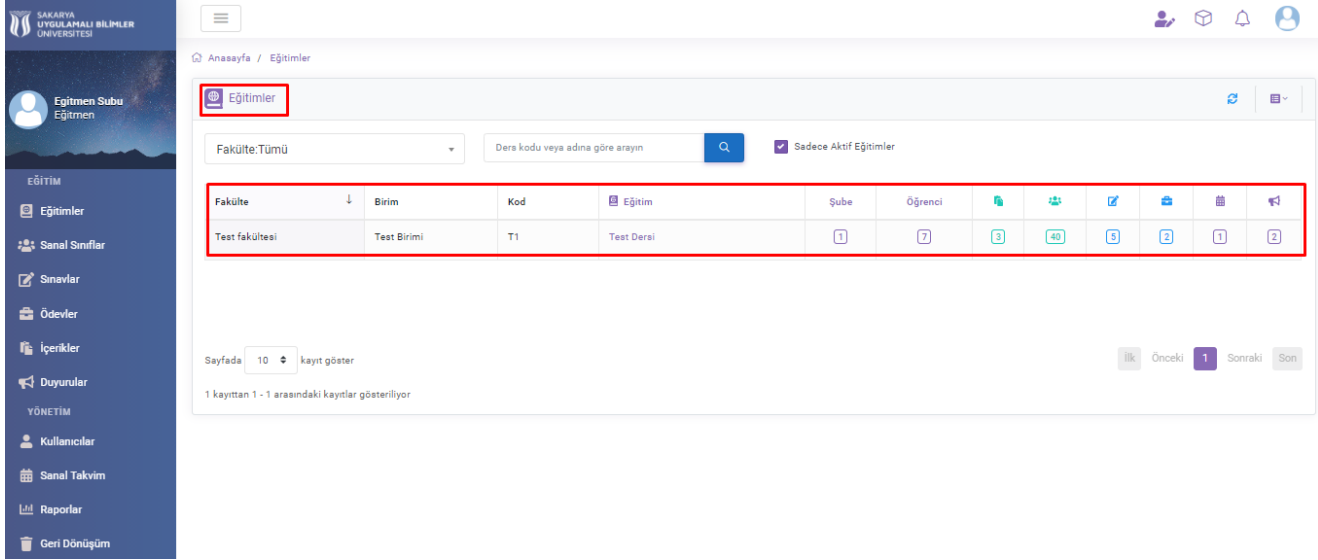 SAKARYA
UYGULAMALI BİLİMLER
ÜNİVERSİTESİ
Egitmen Subu
Eğitmen
EĞİTİM
Eğitimler
Sanal Sınıflar
Sınavlar
Ödevler
İçerikler
Duyurular
YÖNETİM
Kullanıcılar
Sanal Takvim
Raporlar
Geri Dönüşüm
Anasayfa / Eğitimler
Eğitimler
Fakülte:Tümü
Ders kodu veya adına göre arayın
Sadece Aktif Eğitimler
Fakülte Birim Kod Eğitim Şube Öğrenci
Test fakültesi Test Birimi T1 Test Dersi 1 7 3 40 5 2 1 2
Sayfada 10 kayıt göster
İlk Önceki 1 Sonraki Son
1 kayıttan 1 - 1 arasındaki kayıtlar gösteriliyor